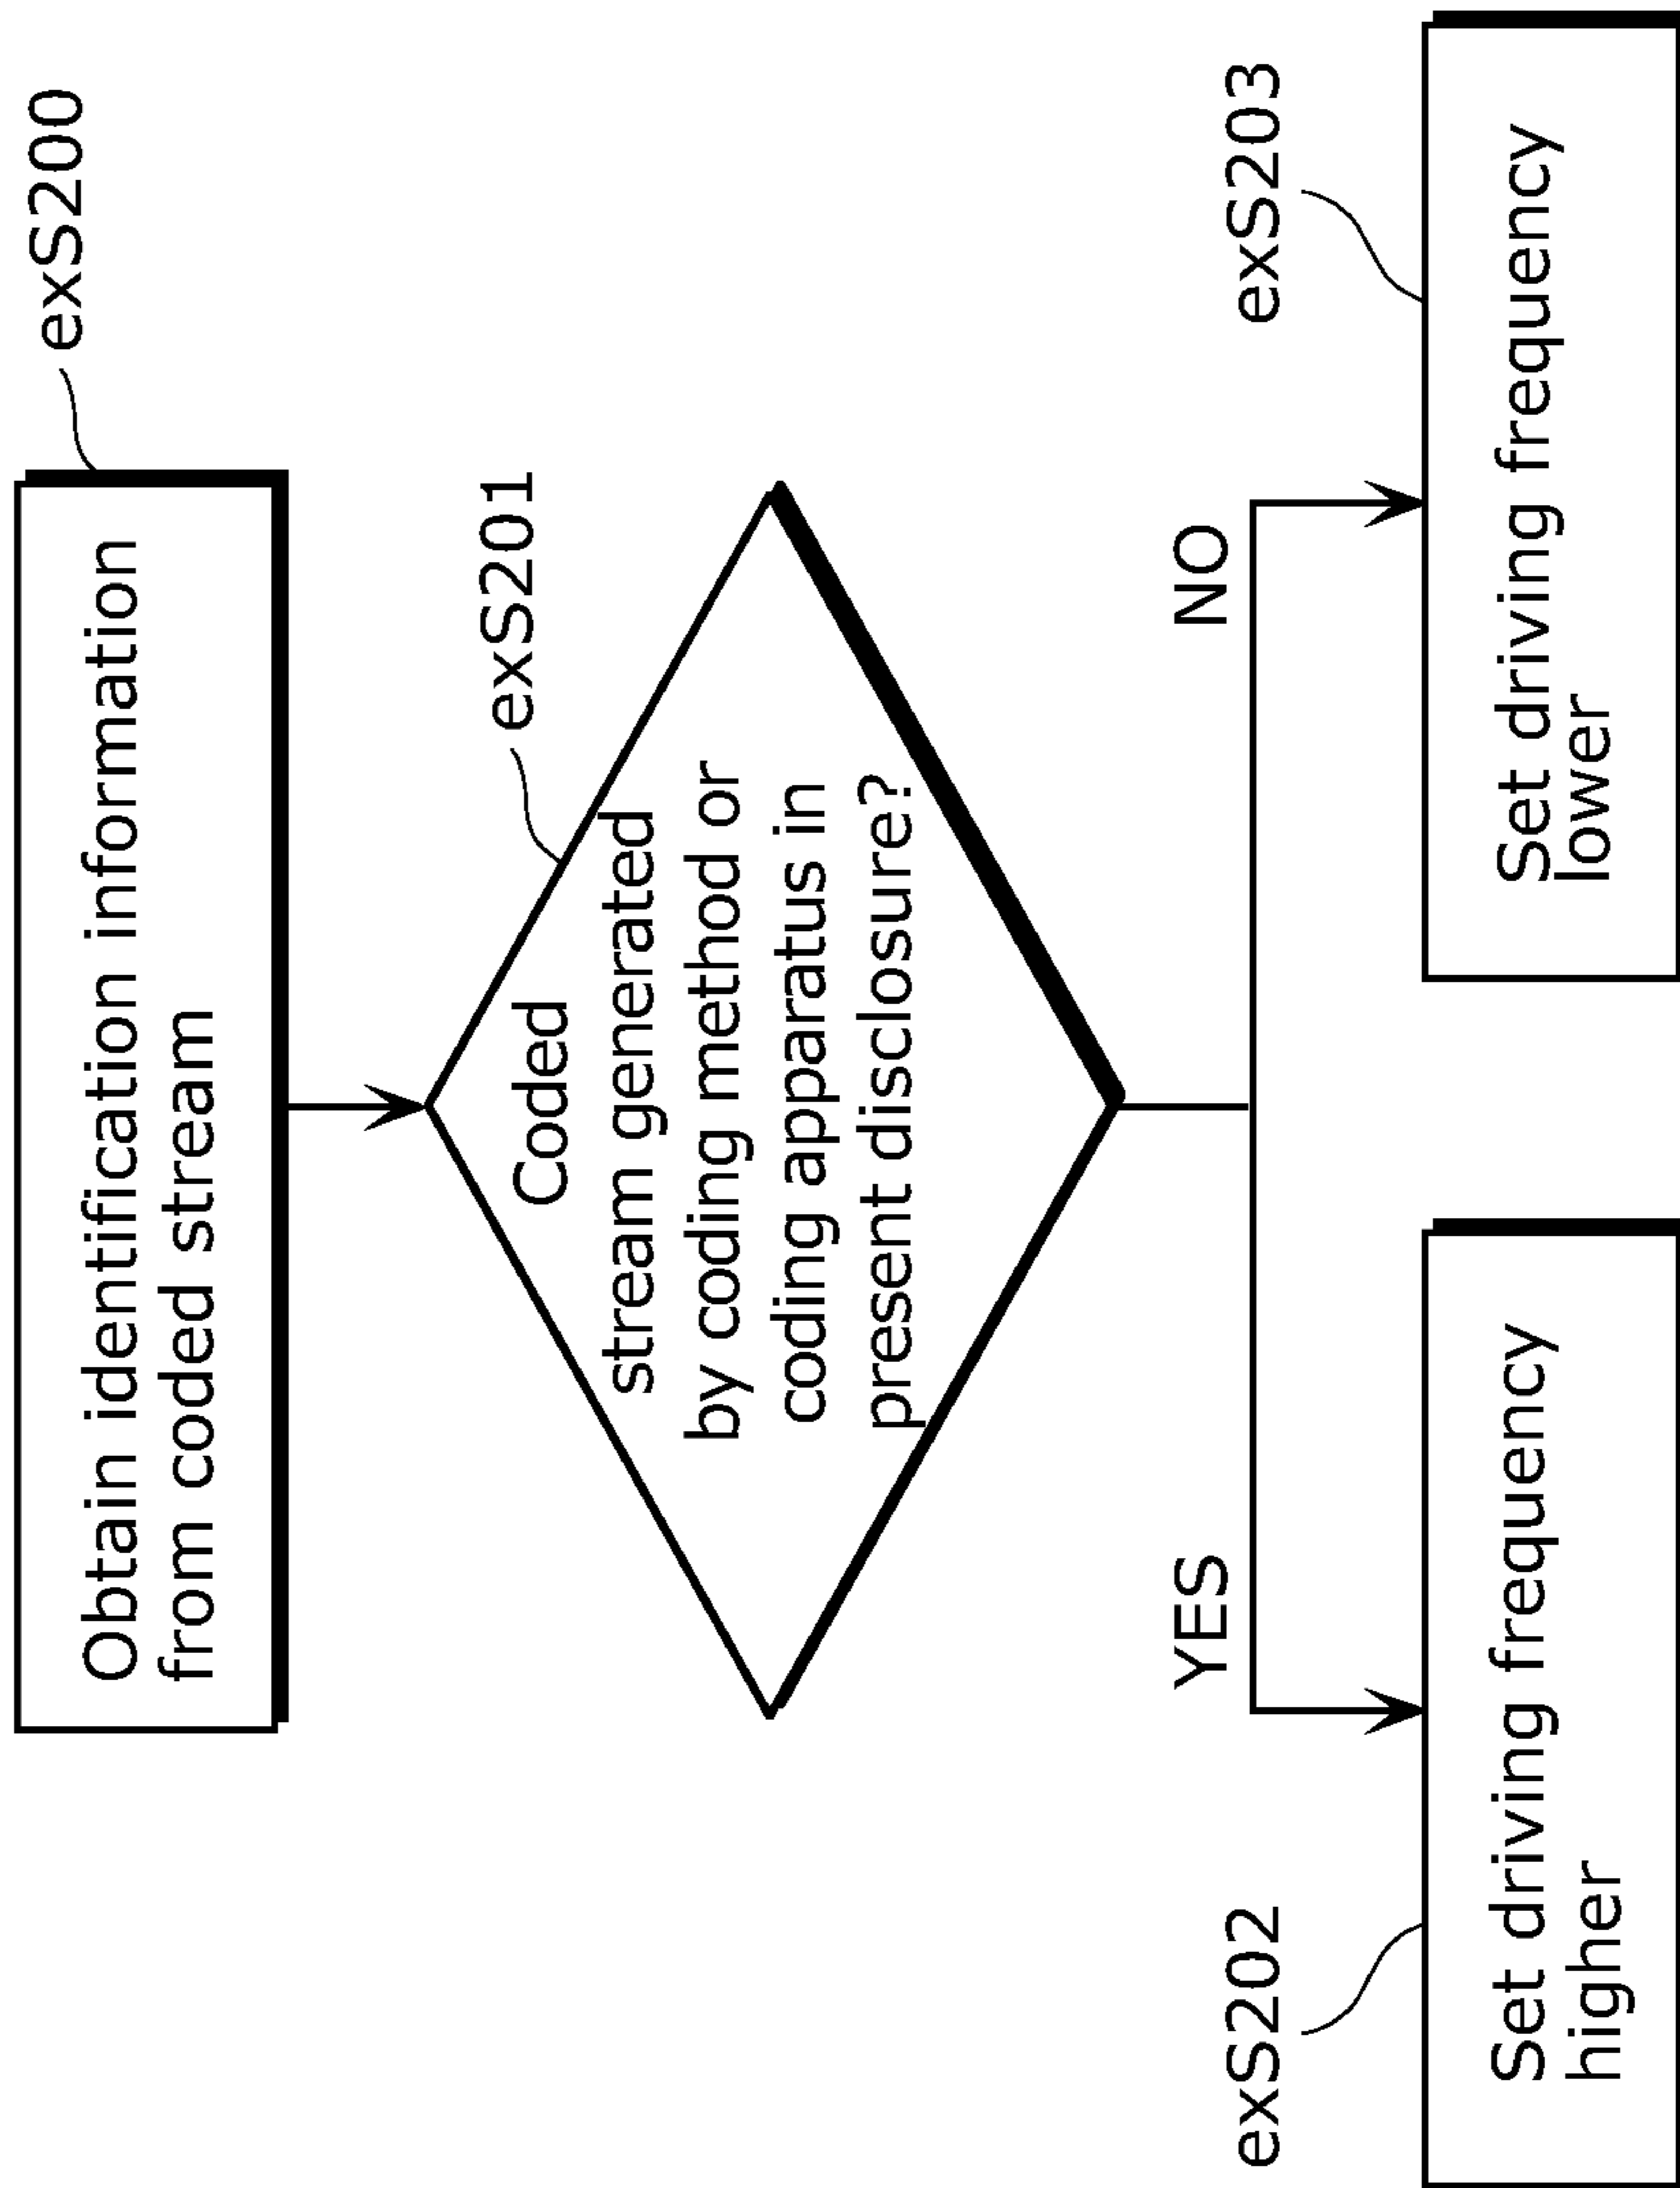 exS200
Obtain identification information
from coded stream
exS201
Coded
stream generated
by coding method or
coding apparatus in
present disclosure?
YES
NO
exS202
exS203
Set driving frequency
higher
Set driving frequency
lower